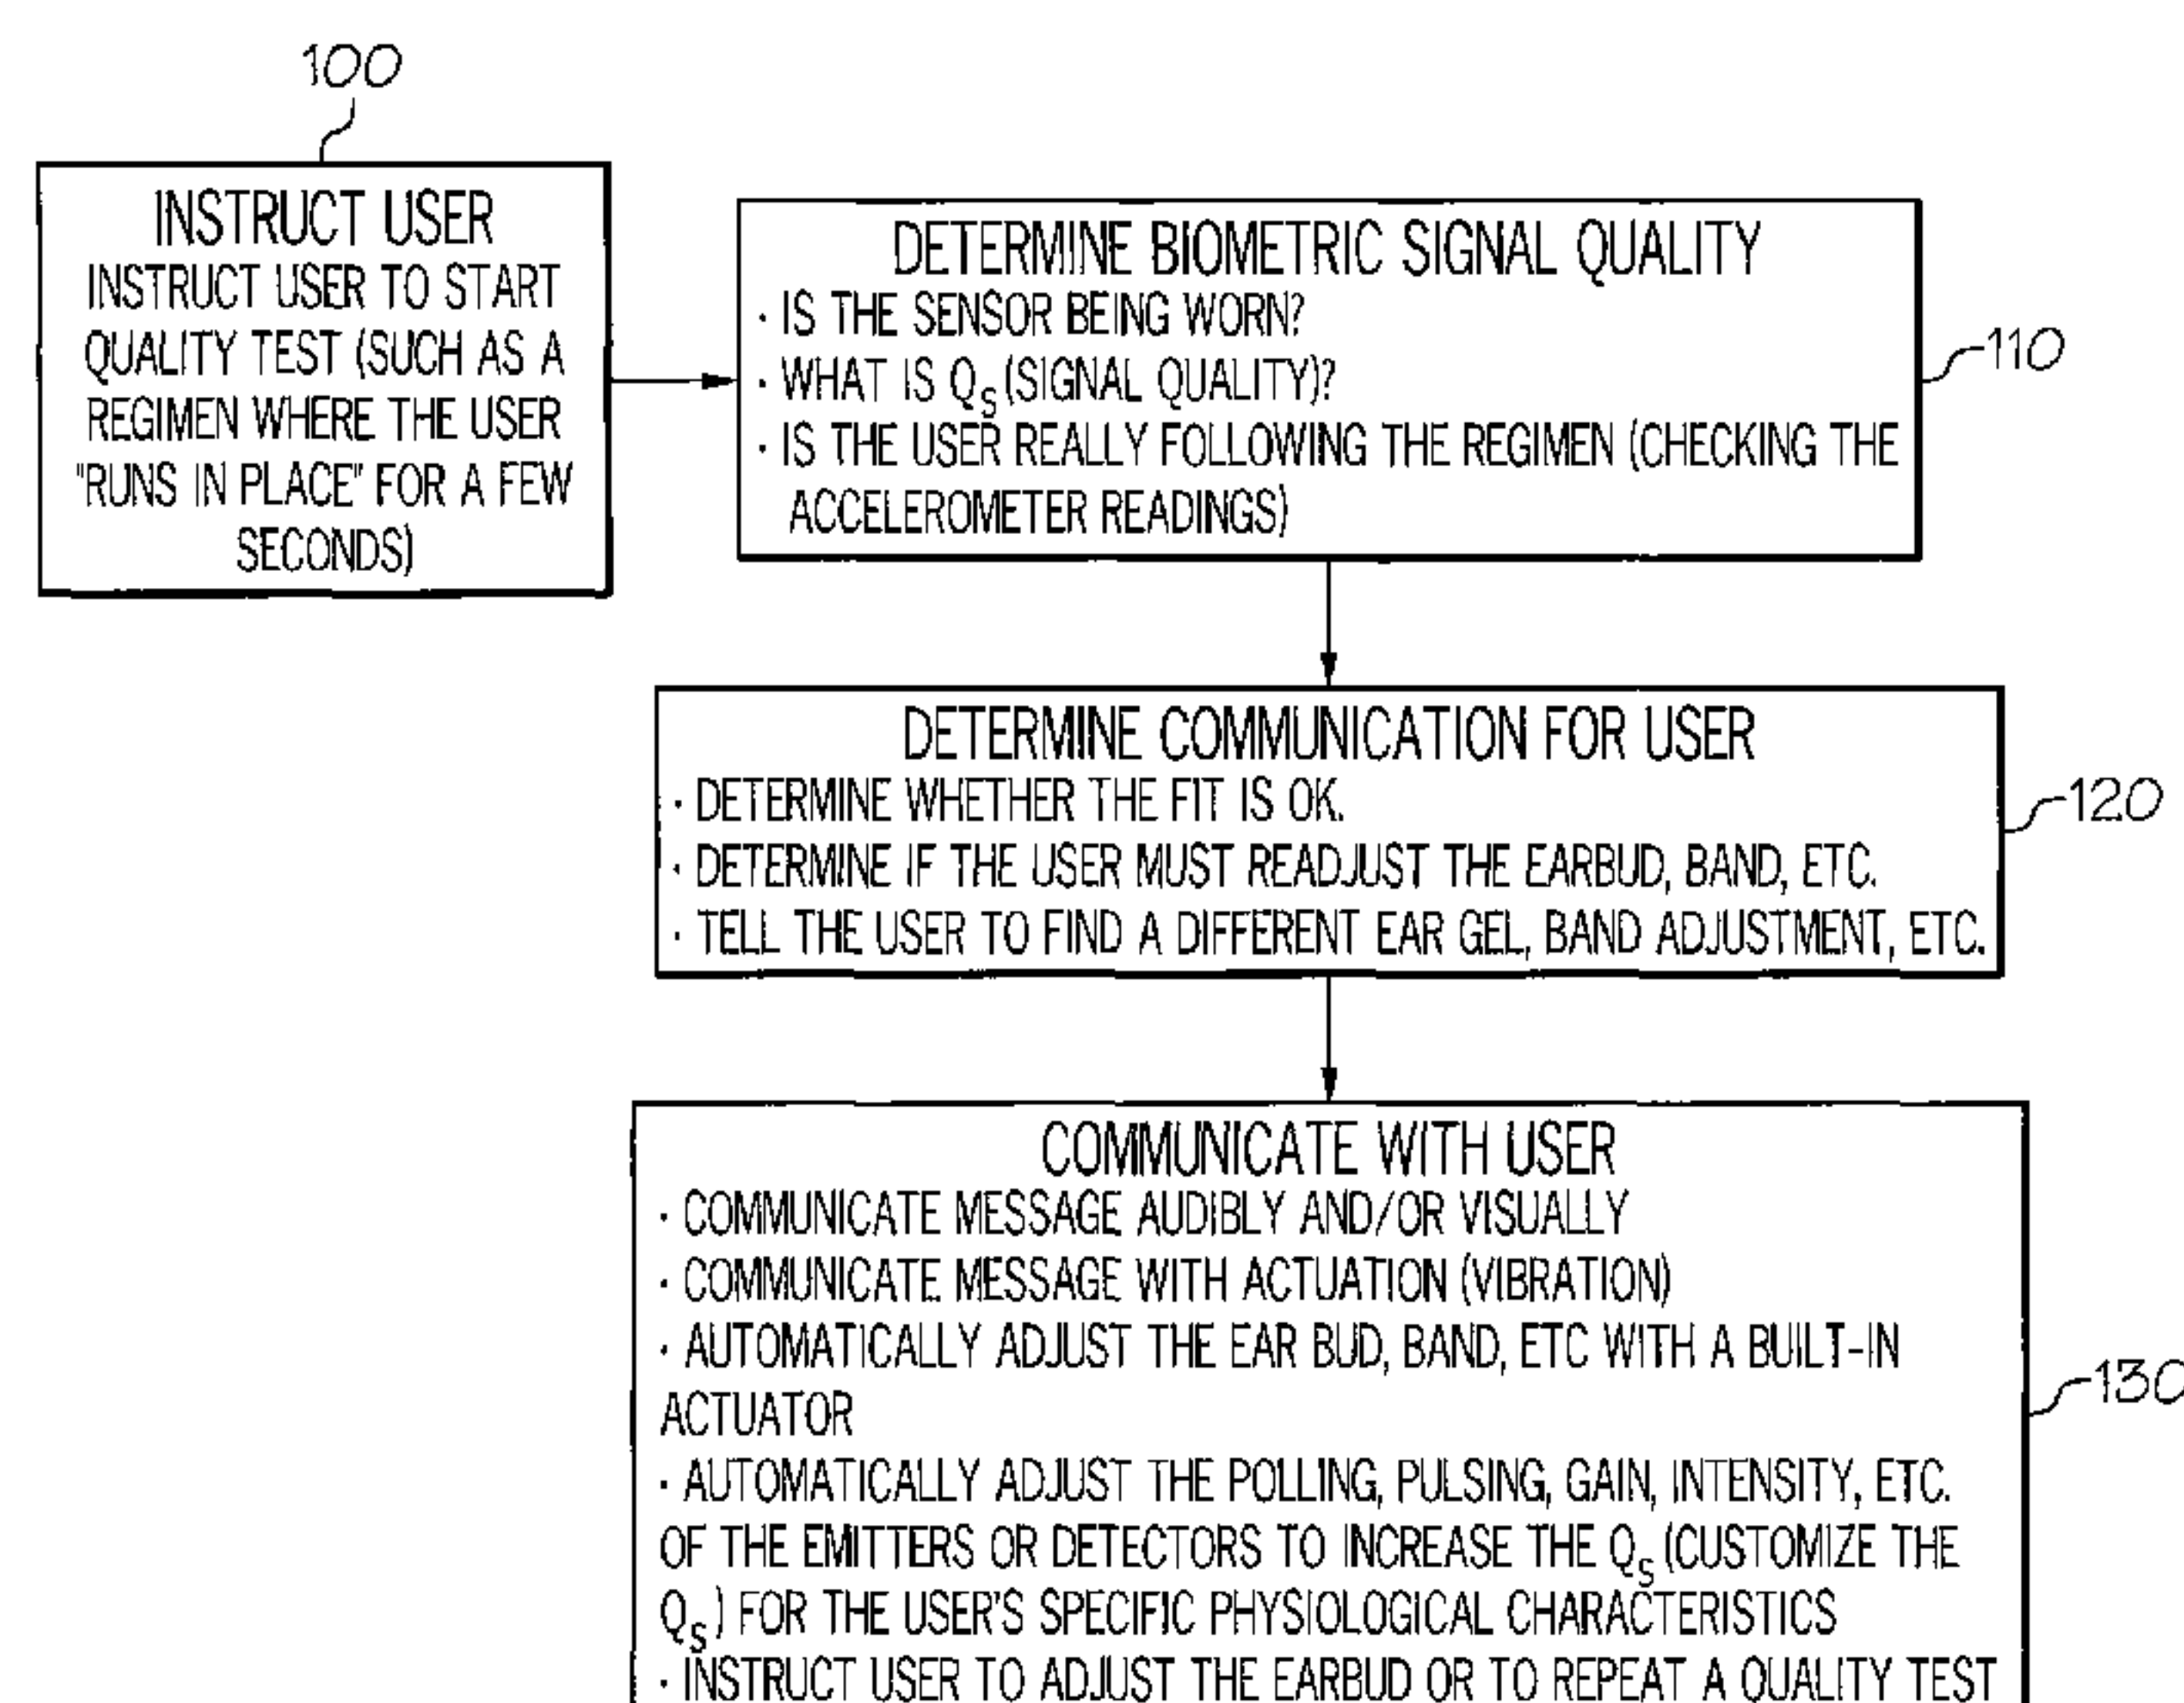 100
INSTRUCT USER
INSTRUCT USER TO START
QUALITY TEST (SUCH AS A
REGIMEN WHERE THE USER
"RUNS IN PLACE" FOR A FEW
SECONDS)
DETERMINE BIOMETRIC SIGNAL QUALITY
· IS THE SENSOR BEING WORN?
· WHAT IS QS (SIGNAL QUALITY)?
· IS THE USER REALLY FOLLOWING THE REGIMEN (CHECKING THE
ACCELEROMETER READINGS)
110
DETERMINE COMMUNICATION FOR USER
· DETERMINE WHETHER THE FIT IS OK.
· DETERMINE IF THE USER MUST READJUST THE EARBUD, BAND, ETC.
· TELL THE USER TO FIND A DIFFERENT EAR GEL, BAND ADJUSTMENT, ETC.
120
COMMUNICATE WITH USER
· COMMUNICATE MESSAGE AUDIBLY AND/OR VISUALLY
· COMMUNICATE MESSAGE WITH ACTUATION (VIBRATION)
· AUTOMATICALLY ADJUST THE EAR BUD, BAND, ETC WITH A BUILT-IN
ACTUATOR
· AUTOMATICALLY ADJUST THE POLLING, PULSING, GAIN, INTENSITY, ETC.
OF THE EMITTERS OR DETECTORS TO INCREASE THE QS (CUSTOMIZE THE
QS) FOR THE USER'S SPECIFIC PHYSIOLOGICAL CHARACTERISTICS
· INSTRUCT USER TO ADJUST THE EARBUD OR TO REPEAT A QUALITY TEST
130